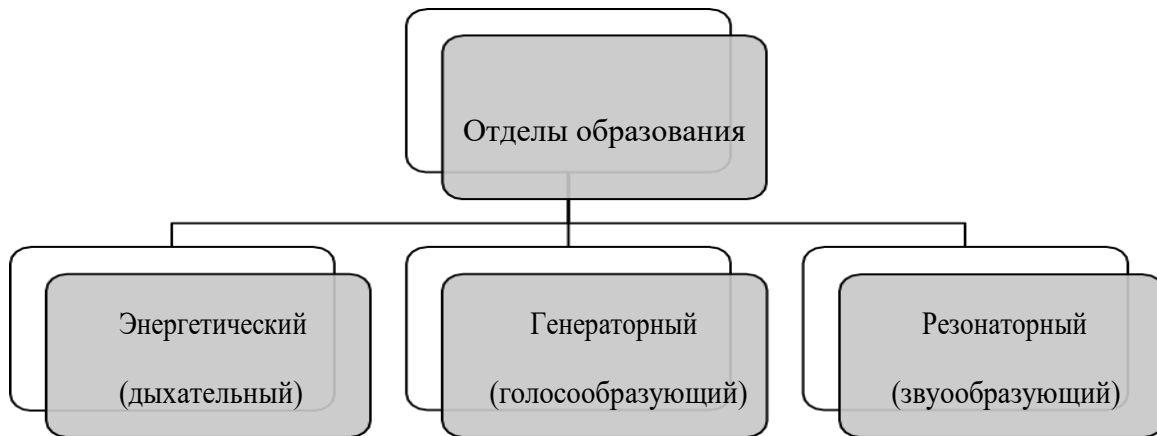 Отделы образования
Энергетический
(дыхательный)
Генераторный
(голосообразующий)
Резонаторный
(звуообразующий)